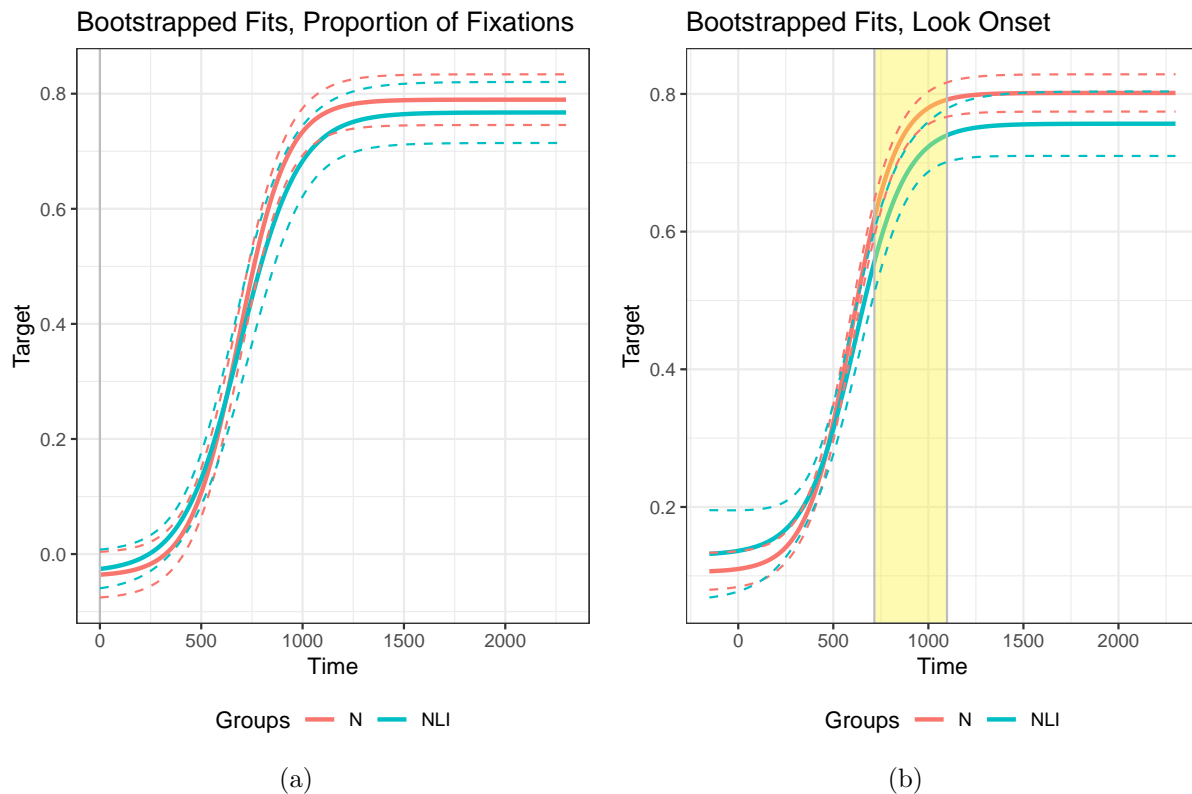 Bootstrapped Fits, Proportion of Fixations
Target
0.8
0.6
0.4
0.2
0.0
0 500 1000 1500 2000
Time
Groups N NLI
(a)
Bootstrapped Fits, Look Onset
Target
0.8
0.6
0.4
0.2
0 500 1000 1500 2000
Time
Groups N NLI
(b)